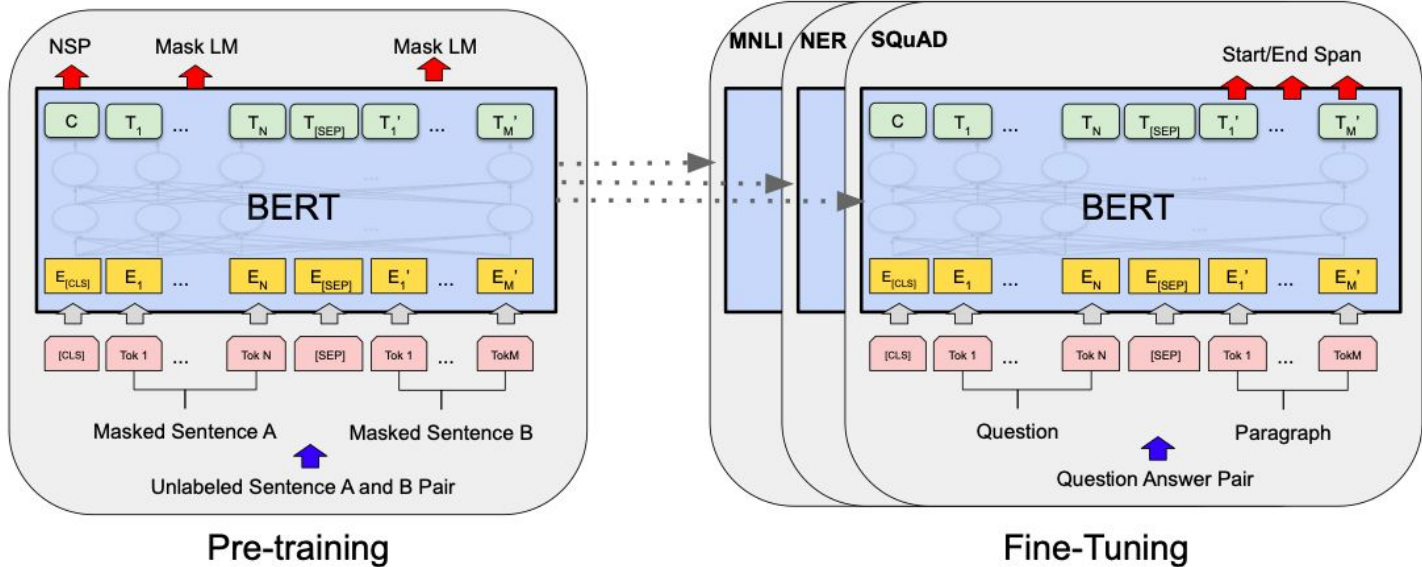 NSP Mask LM Mask LM
C T1 ... TN T[SEP] T1' ... TM'
...
BERT
...
E[CLS] E1 ... EN E[SEP] E1' ... EM'
[CLS] Tok 1 ... Tok N [SEP] Tok 1 ... TokM
Masked Sentence A Masked Sentence B
Unlabeled Sentence A and B Pair
Pre-training
MNLI NER SQuAD
Start/End Span
C T1 ... TN T[SEP] T1' ... TM'
...
BERT
...
E[CLS] E1 ... EN E[SEP] E1' ... EM'
[CLS] Tok 1 ... Tok N [SEP] Tok 1 ... TokM
Question Paragraph
Question Answer Pair
Fine-Tuning